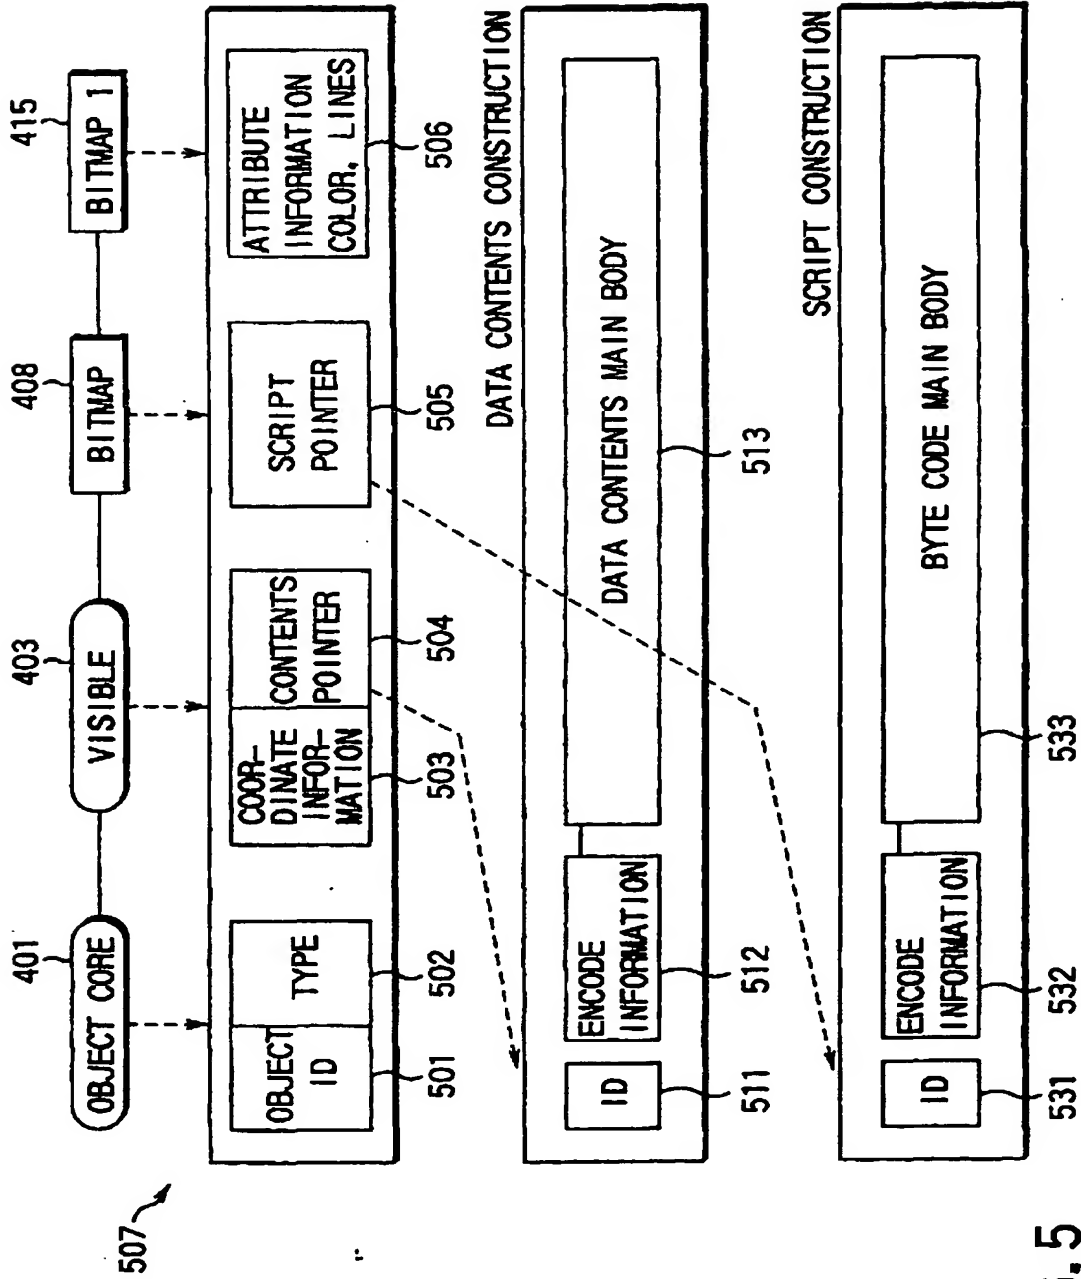 507
401
403
408
415
OBJECT CORE
VISIBLE
BITMAP
BITMAP 1
OBJECT
ID
TYPE
COOR-
DINATE
INFOR-
MATION
CONTENTS
POINTER
SCRIPT
POINTER
ATTRIBUTE
INFORMATION
COLOR, LINES
501
502
503
504
505
506
DATA CONTENTS CONSTRUCTION
ID
ENCODE
INFORMATION
DATA CONTENTS MAIN BODY
511
512
513
SCRIPT CONSTRUCTION
ID
ENCODE
INFORMATION
BYTE CODE MAIN BODY
531
532
533
.5